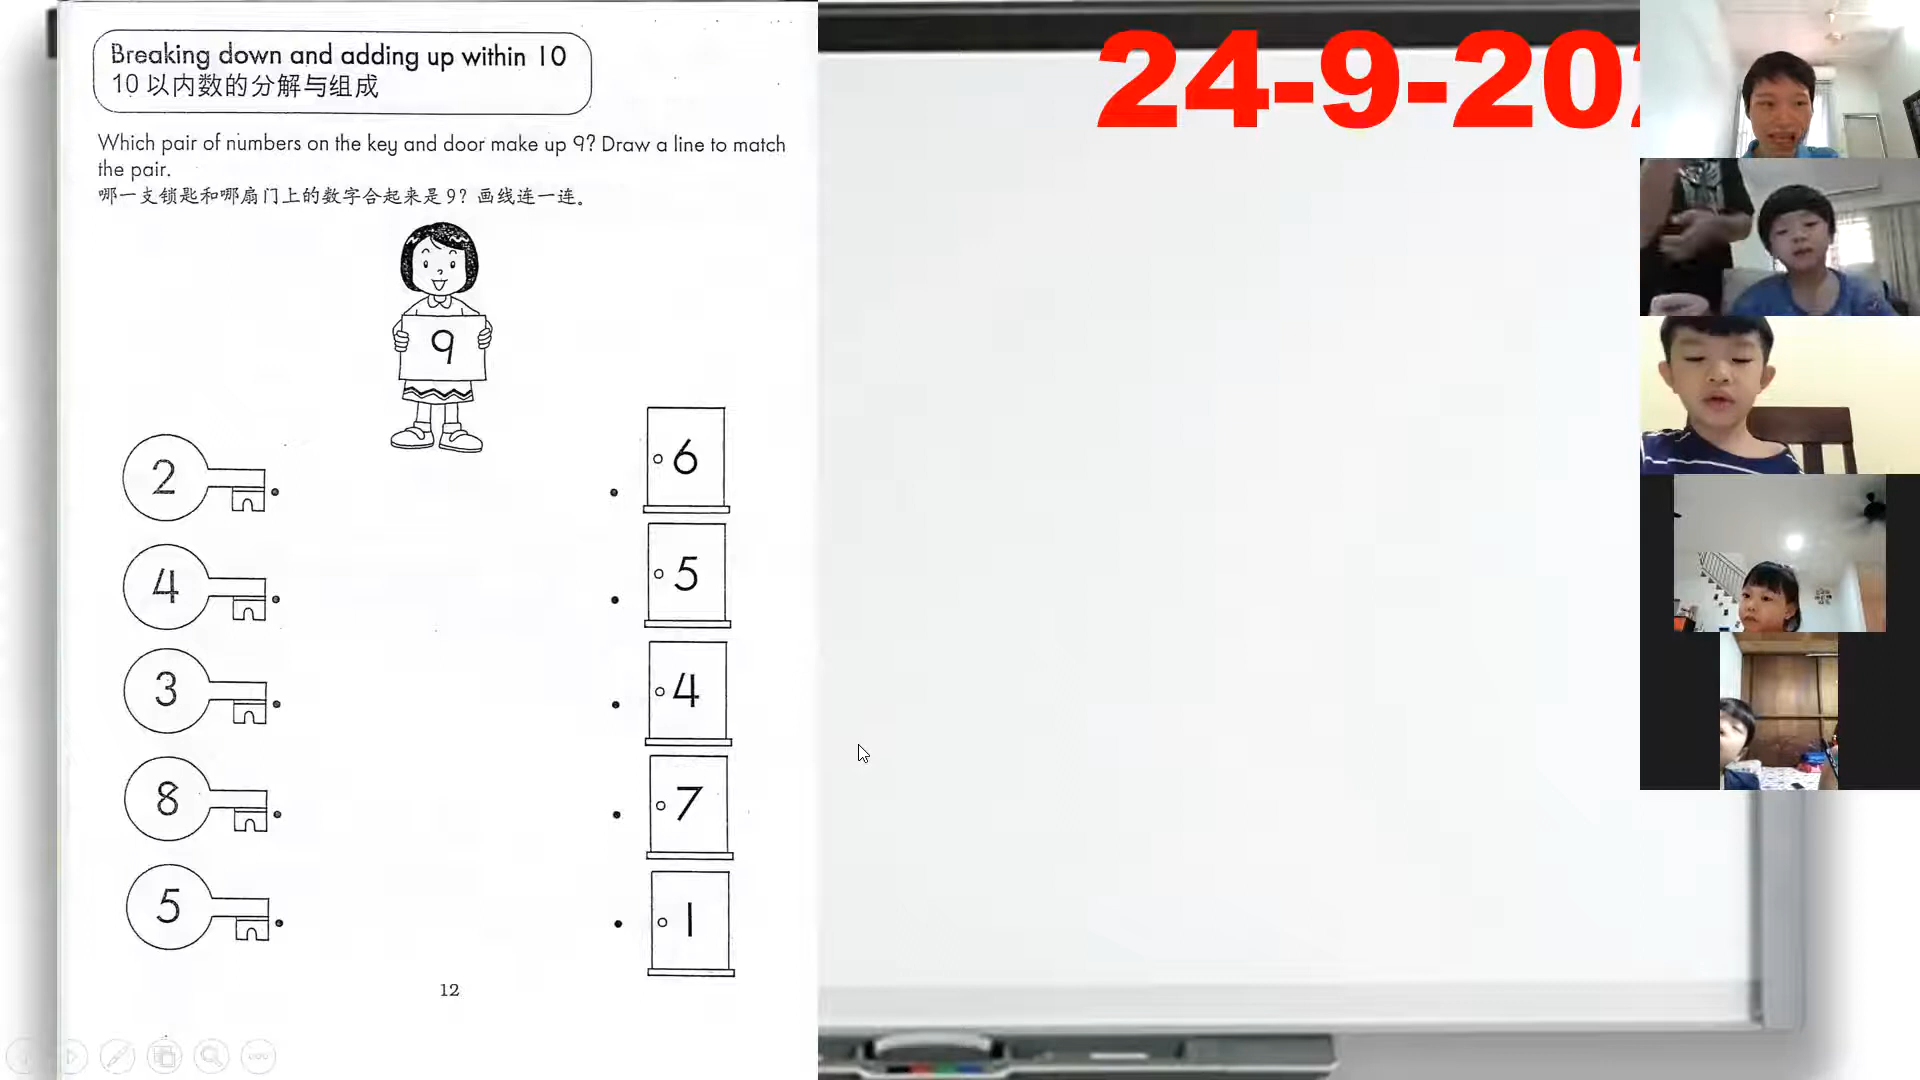 Breaking down and adding up within 10
10 以内数的分解与组成
Which pair of numbers on the key and door make up 9? Draw a line to match
the pair.
哪一支锁匙和哪扇门上的数字合起来是9? 画线连一连。
9
2
6
4
5
3
4
8
7
5
1
12
24-9-202